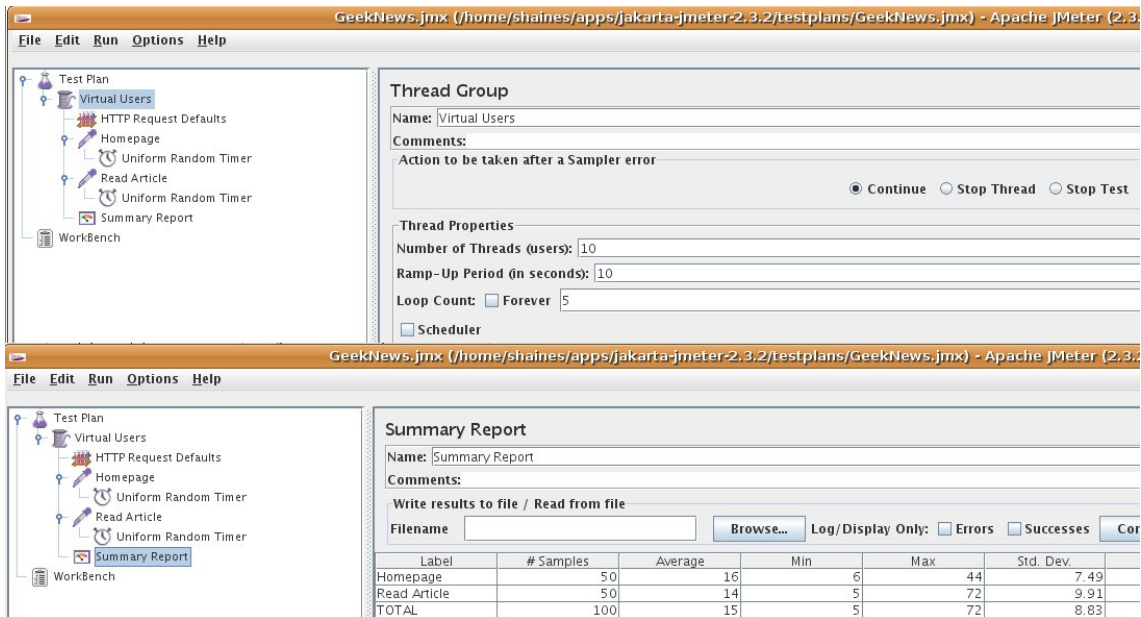 GeekNews.jmx (/home/shaines/apps/jakarta-jmeter-2.3.2/testplans/GeekNews.jmx) - Apache JMeter (2.3.
File Edit Run Options Help
Test Plan
Virtual Users
HTTP Request Defaults
Homepage
Uniform Random Timer
Read Article
Uniform Random Timer
Summary Report
WorkBench
Thread Group
Name: Virtual Users
Comments:
Action to be taken after a Sampler error
Continue Stop Thread Stop Test
Thread Properties
Number of Threads (users): 10
Ramp-Up Period (in seconds): 10
Loop Count: Forever 5
Scheduler
GeekNews.jmx (/home/shaines/apps/jakarta-jmeter-2.3.2/testplans/GeekNews.jmx) - Apache JMeter (2.3.2
File Edit Run Options Help
Test Plan
Virtual Users
HTTP Request Defaults
Homepage
Uniform Random Timer
Read Article
Uniform Random Timer
Summary Report
WorkBench
Summary Report
Name: Summary Report
Comments:
Write results to file / Read from file
Filename Browse... Log/Display Only: Errors Successes Con
Label # Samples Average Min Max Std. Dev.
Homepage 50 16 6 44 7.49
Read Article 50 14 5 72 9.91
TOTAL 100 15 5 72 8.83